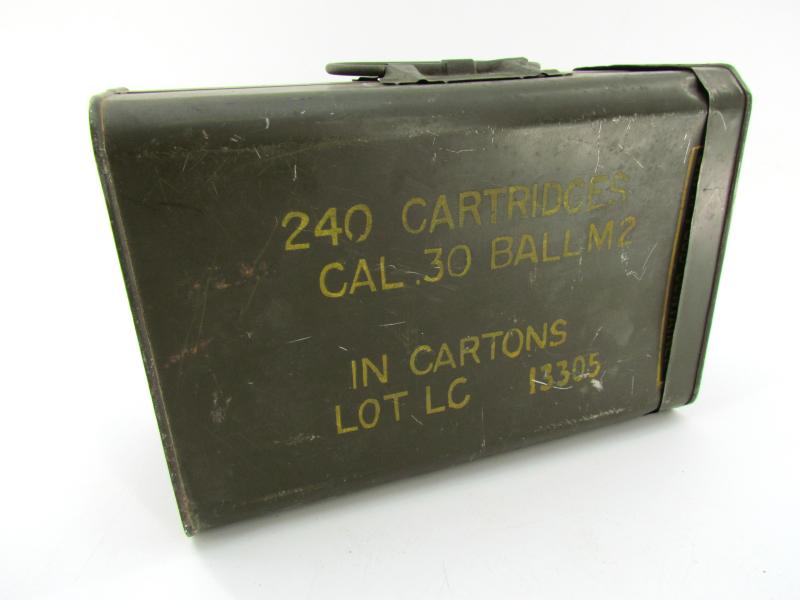 240 CARTRIDGES
CAL .30 BALL M2
IN CARTONS
LOT LC 13305